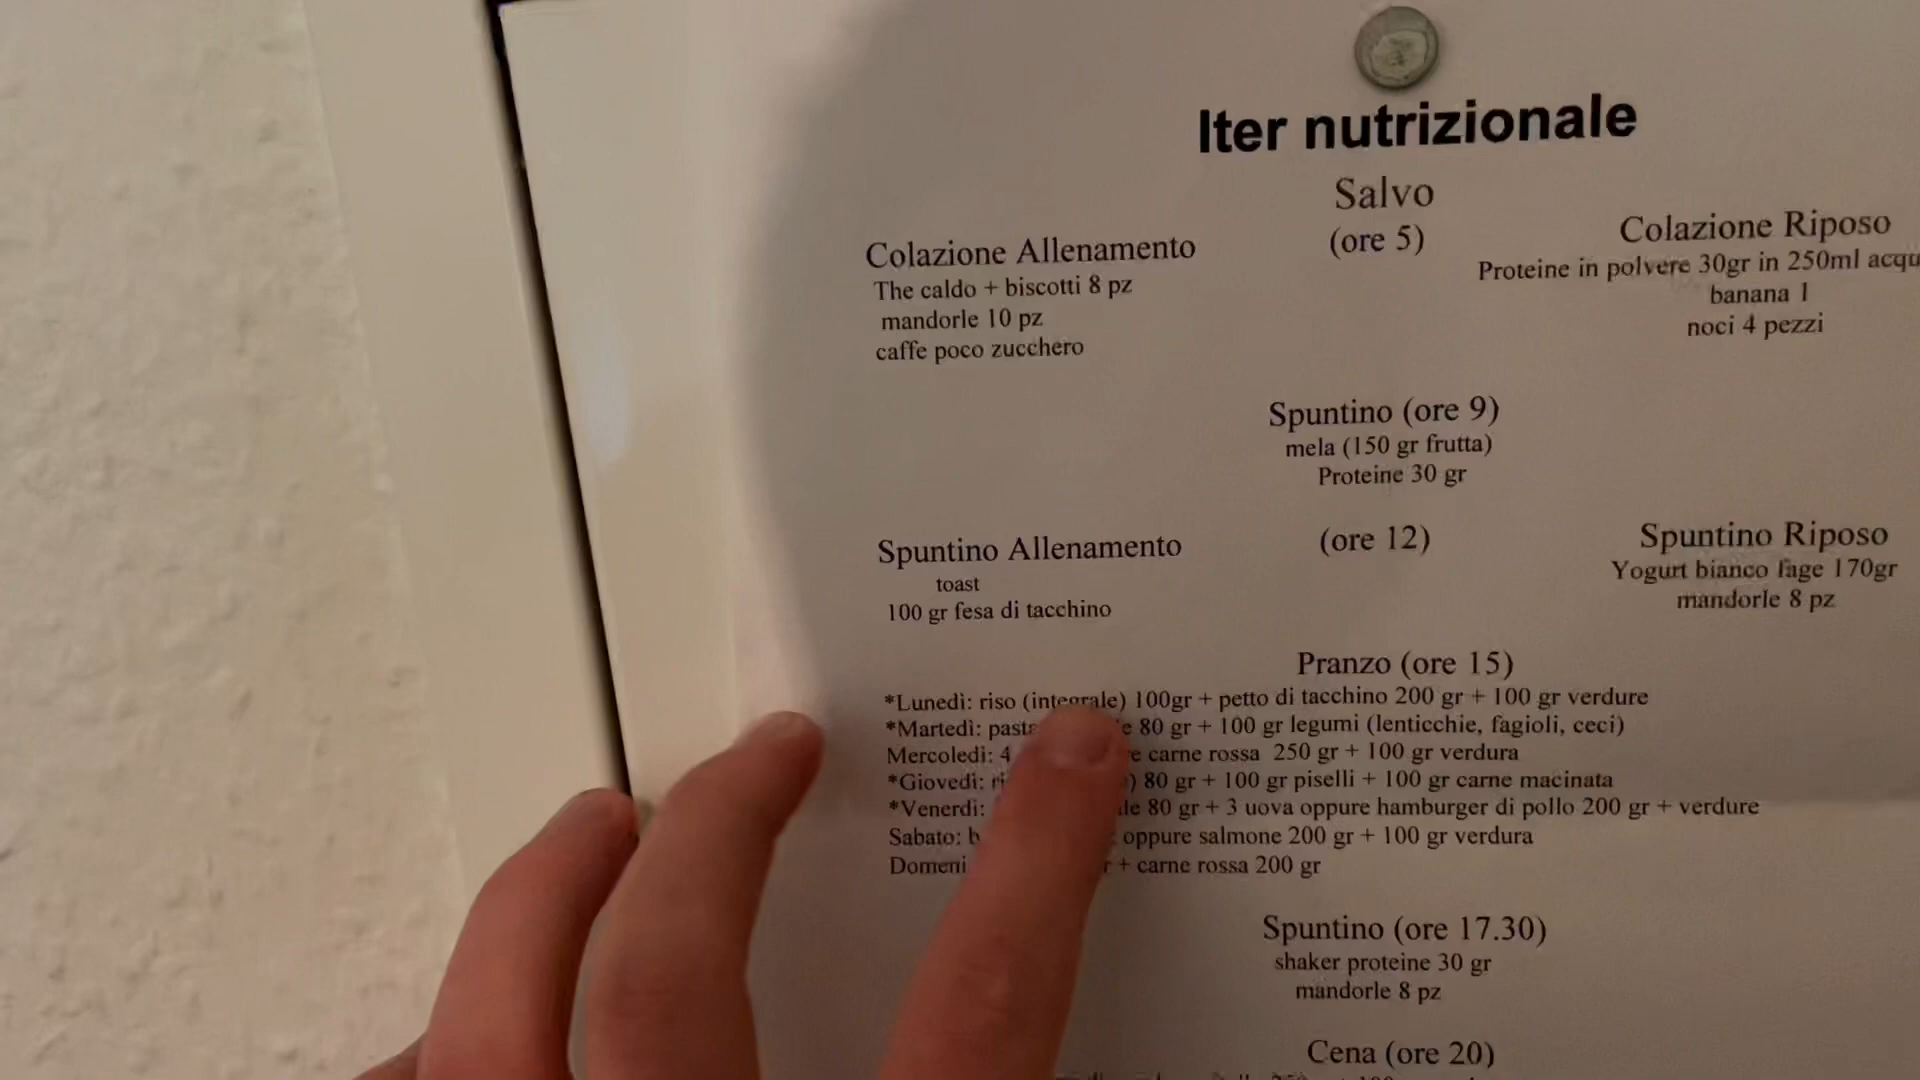 Iter nutrizionale
Salvo
Colazione Allenamento
(ore 5)
Colazione Riposo
The caldo + biscotti 8 pz
mandorle 10 pz
caffe poco zucchero
Proteine in polvere 30gr in 250ml acqu
banana 1
noci 4 pezzi
Spuntino (ore 9)
mela (150 gr frutta)
Proteine 30 gr
Spuntino Allenamento
(ore 12)
Spuntino Riposo
toast
100 gr fesa di tacchino
Yogurt bianco fage 170gr
mandorle 8 pz
Pranzo (ore 15)
*Lunedì: riso (integrale) 100gr + petto di tacchino 200 gr + 100 gr verdure
*Martedì: pasta 80 gr + 100 gr legumi (lenticchie, fagioli, ceci)
Mercoledì: 4 carne rossa 250 gr + 100 gr verdura
*Giovedì: 80 gr + 100 gr piselli + 100 gr carne macinata
*Venerdì: 80 gr + 3 uova oppure hamburger di pollo 200 gr + verdure
Sabato: oppure salmone 200 gr + 100 gr verdura
Domeni + carne rossa 200 gr
Spuntino (ore 17.30)
shaker proteine 30 gr
mandorle 8 pz
Cena (ore 20)